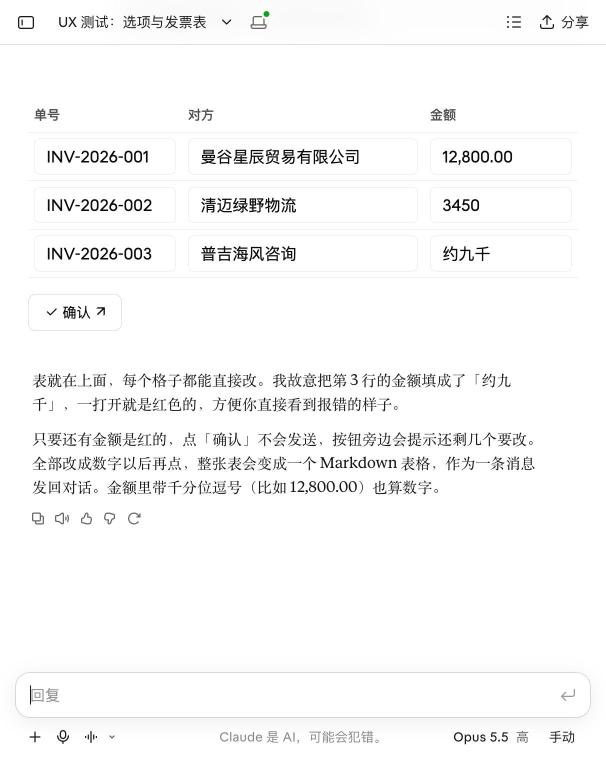 UX 测试：选项与发票表
分享
单号 对方 金额
INV-2026-001 曼谷星辰贸易有限公司 12,800.00
INV-2026-002 清迈绿野物流 3450
INV-2026-003 普吉海风咨询 约九千
确认
表就在上面，每个格子都能直接改。我故意把第 3 行的金额填成了「约九
千」，一打开就是红色的，方便你直接看到报错的样子。
只要还有金额是红的，点「确认」不会发送，按钮旁边会提示还剩几个要改。
全部改成数字以后再点，整张表会变成一个 Markdown 表格，作为一条消息
发回对话。金额里带千分位逗号（比如 12,800.00）也算数字。
回复
Claude 是 AI，可能会犯错。 Opus 5.5 高 手动